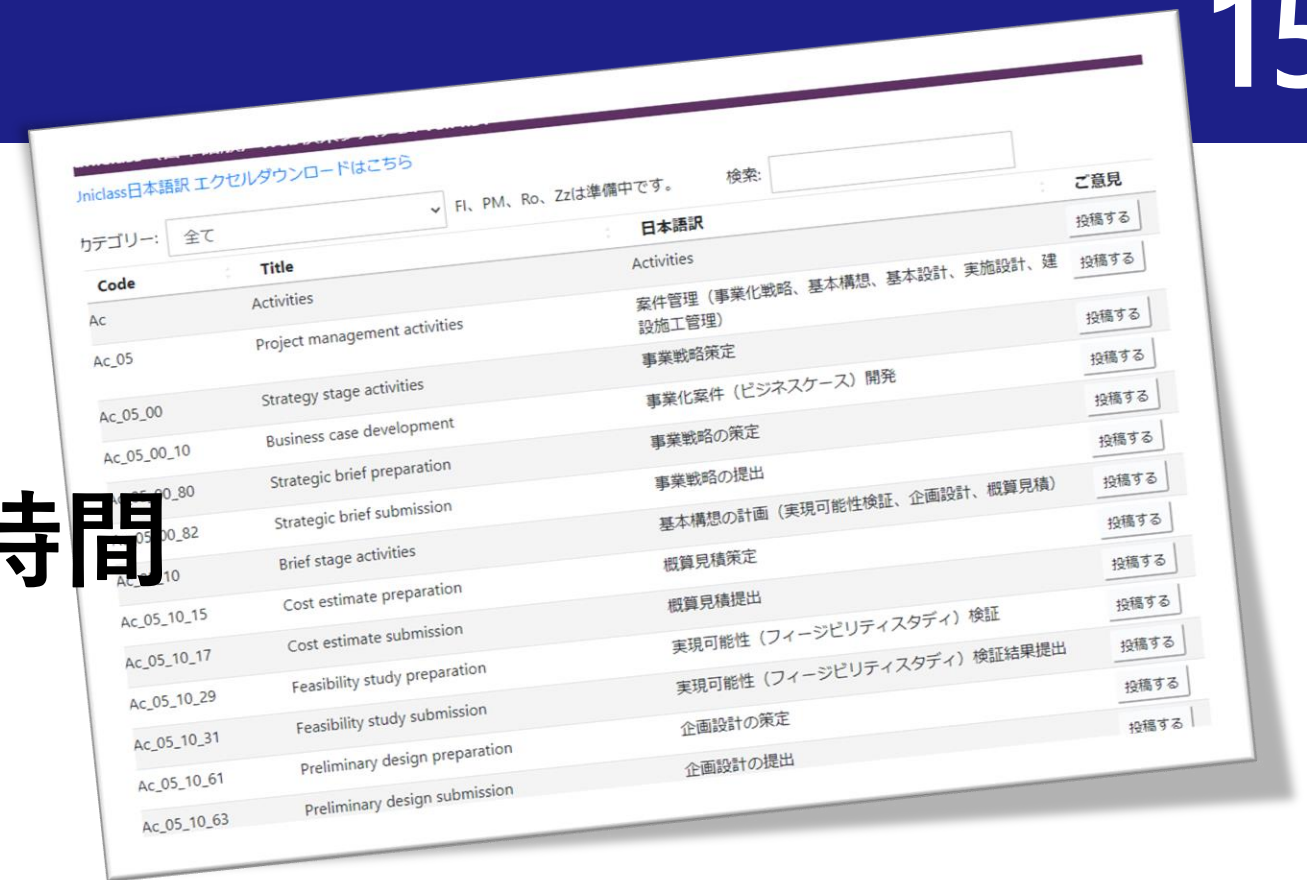 15
Uniclass日本語訳 エクセルダウンロードはこちら
カテゴリー: 全て FI、PM、Ro、Zzは準備中です。 検索:
Code Title 日本語訳 ご意見
Ac Activities Activities 投稿する
Ac_05 Project management activities 案件管理（事業化戦略、基本構想、基本設計、実施設計、建 投稿する
設施工管理）
Ac_05_00 Strategy stage activities 事業戦略策定 投稿する
Ac_05_00_10 Business case development 事業化案件（ビジネスケース）開発 投稿する
Ac_05_00_80 Strategic brief preparation 事業戦略の策定 投稿する
Ac_05_00_82 Strategic brief submission 事業戦略の提出 投稿する
Ac_05_10 Brief stage activities 基本構想の計画（実現可能性検証、企画設計、概算見積） 投稿する
Ac_05_10_15 Cost estimate preparation 概算見積策定 投稿する
Ac_05_10_17 Cost estimate submission 概算見積提出 投稿する
Ac_05_10_29 Feasibility study preparation 実現可能性（フィージビリティスタディ）検証 投稿する
Ac_05_10_31 Feasibility study submission 実現可能性（フィージビリティスタディ）検証結果提出 投稿する
Ac_05_10_61 Preliminary design preparation 企画設計の策定 投稿する
Ac_05_10_63 Preliminary design submission 企画設計の提出 投稿する
時間